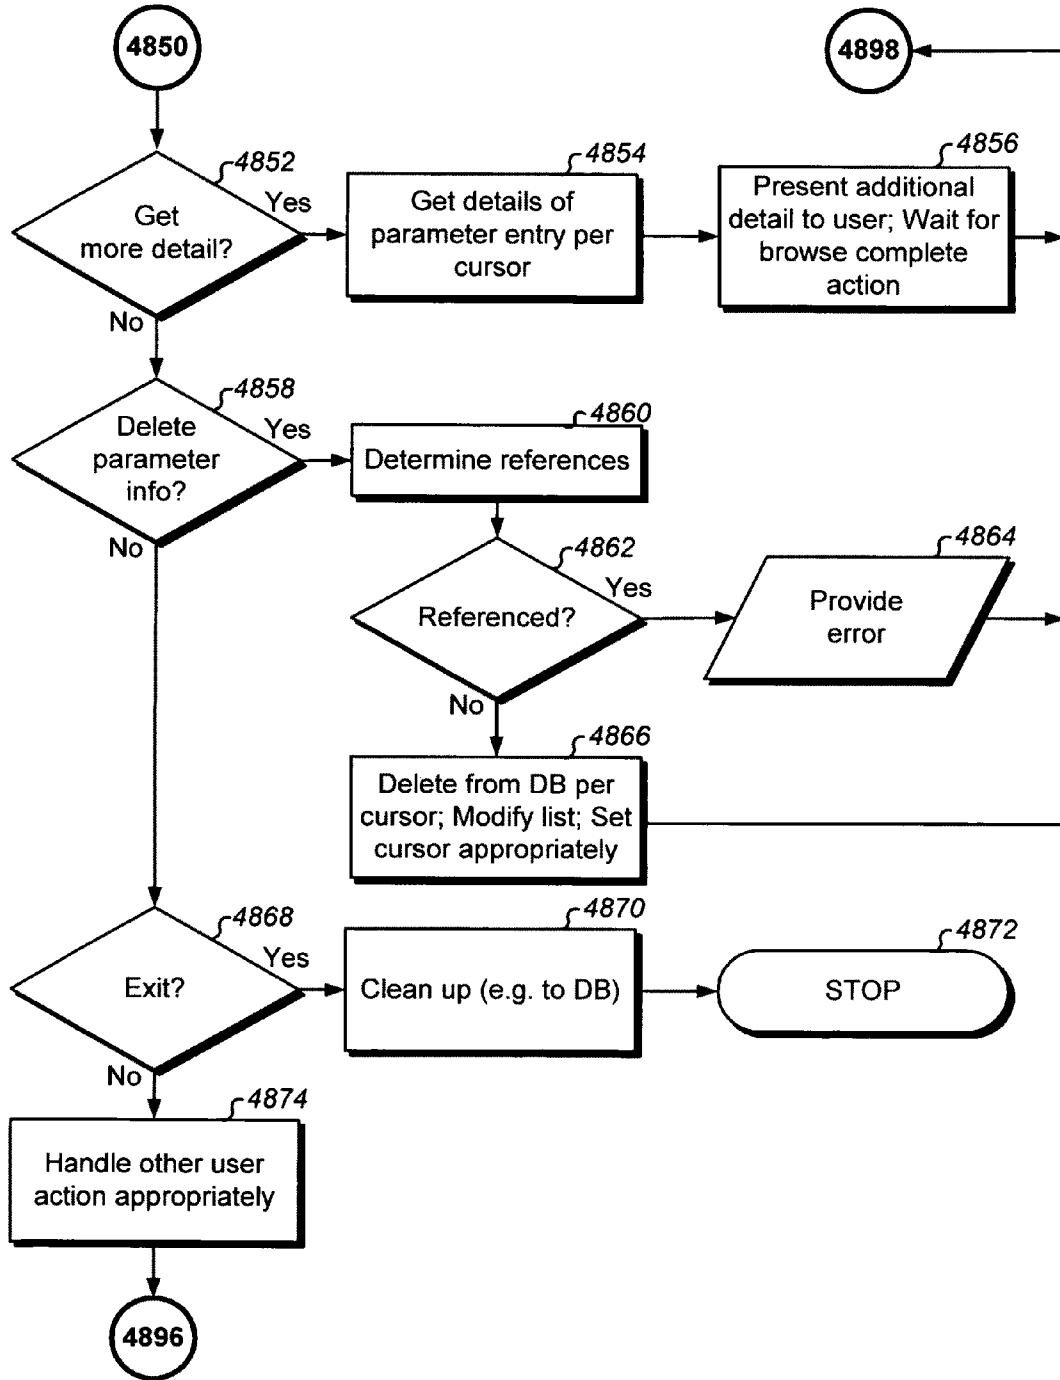 4850
4898
4852
Get
more detail?
Yes
No
4854
Get details of
parameter entry per
cursor
4856
Present additional
detail to user; Wait for
browse complete
action
4858
Delete
parameter
info?
Yes
No
4860
Determine references
4862
Referenced?
Yes
No
4864
Provide
error
4866
Delete from DB per
cursor; Modify list; Set
cursor appropriately
4868
Exit?
Yes
No
4870
Clean up (e.g. to DB)
4872
STOP
4874
Handle other user
action appropriately
4896